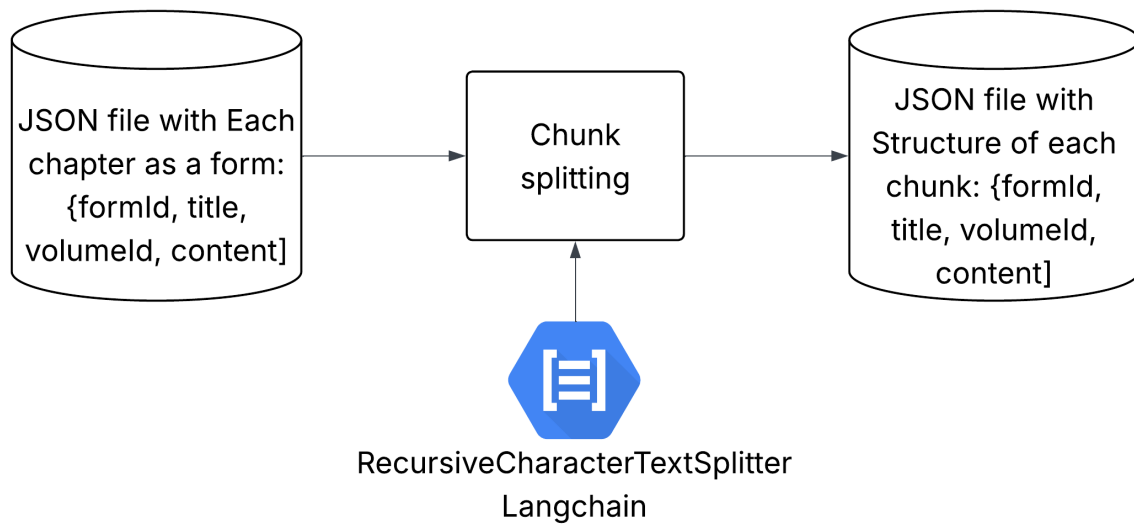 JSON file with Each
chapter as a form:
{formId, title,
volumeId, content]
Chunk
splitting
JSON file with
Structure of each
chunk: {formId,
title, volumeId,
content]
RecursiveCharacterTextSplitter
Langchain